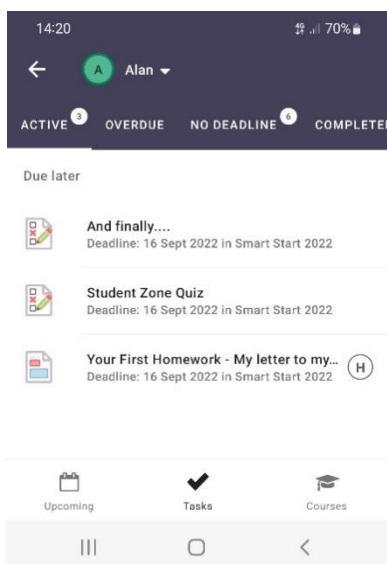 14:20 4G 70%
A Alan
ACTIVE 3 OVERDUE NO DEADLINE 6 COMPLETE
Due later
And finally....
Deadline: 16 Sept 2022 in Smart Start 2022
Student Zone Quiz
Deadline: 16 Sept 2022 in Smart Start 2022
Your First Homework - My letter to my... H
Deadline: 16 Sept 2022 in Smart Start 2022
Upcoming Tasks Courses